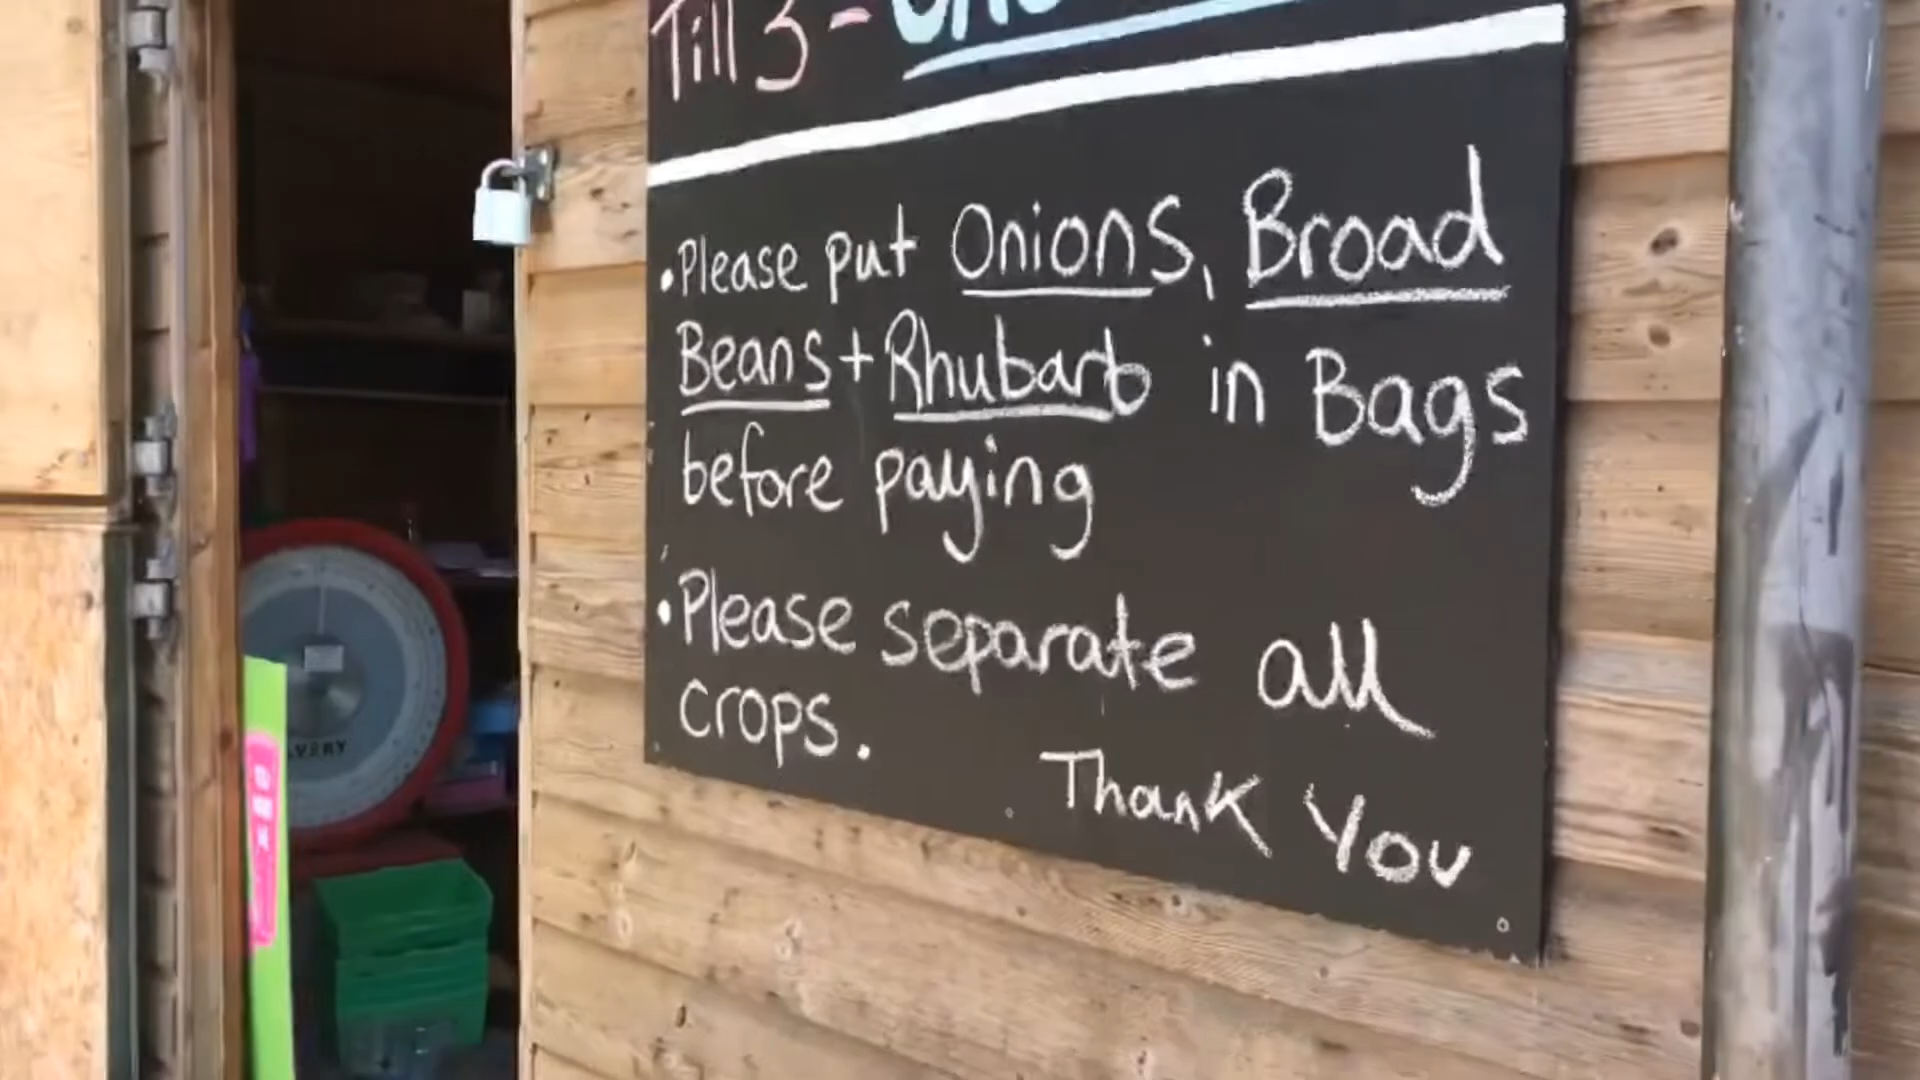 Till 3 -
• Please put Onions, Broad
Beans + Rhubarb in Bags
before paying
• Please separate all
crops.
Thank You